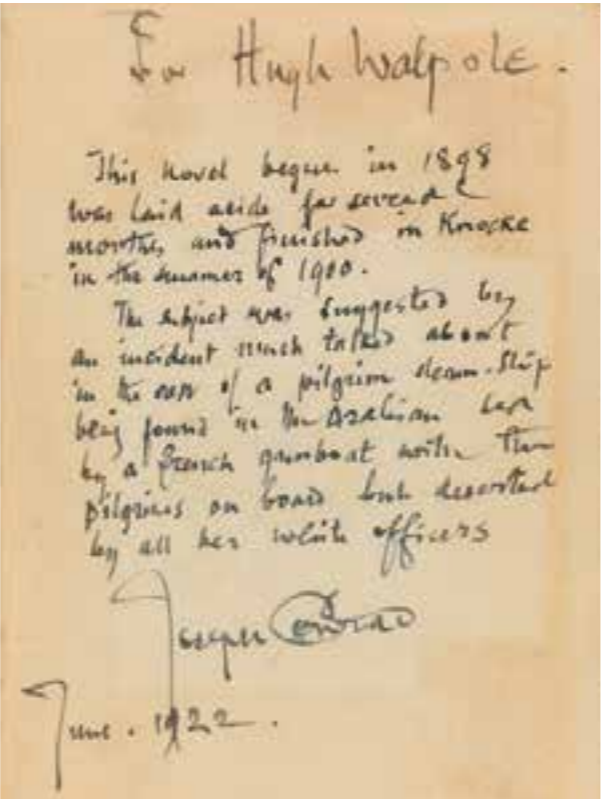 For Hugh Walpole.
This novel begun in 1898
was laid aside for several
months, and finished in Knocke
in the summer of 1900.
The subject was suggested by
an incident much talked about
in the of a pilgrim steam-ship
being found in the Arabian sea
by a french gunboat with the
pilgrims on board but deserted
by all her white officers
Joseph Conrad
June. 1922.